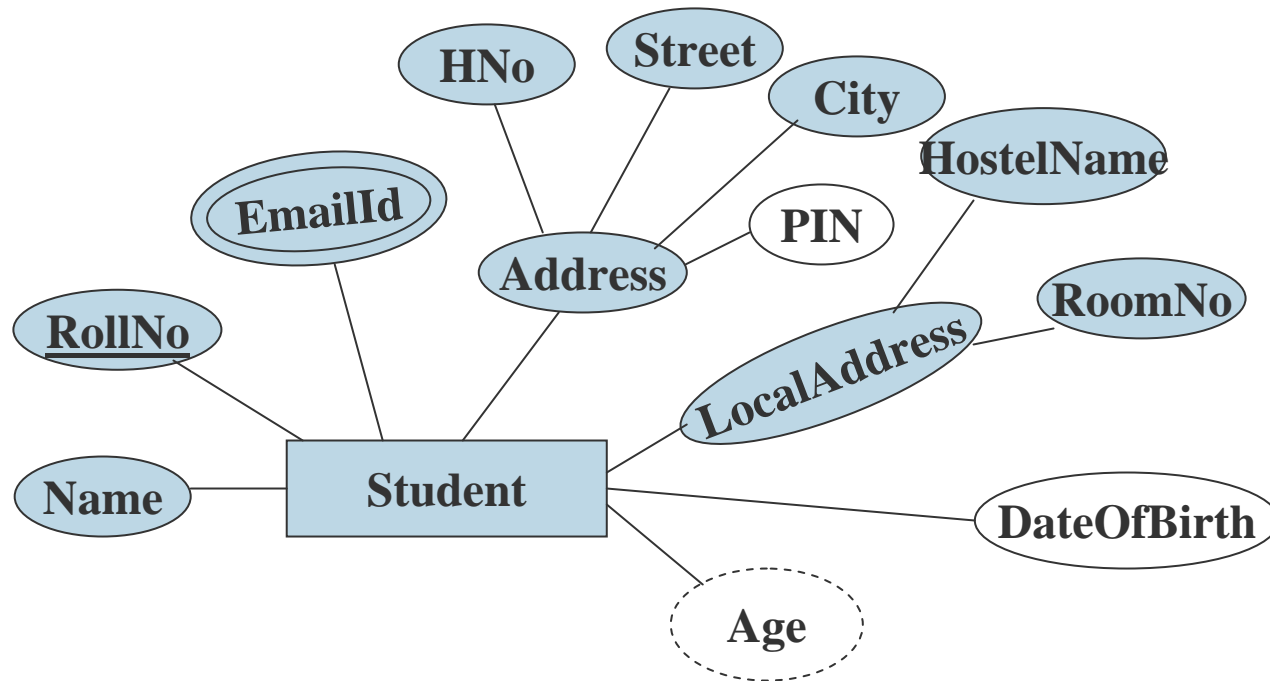 Street
HNo
City
HostelName
EmailId
PIN
Address
RoomNo
RollNo
LocalAddress
Name
Student
DateOfBirth
Age